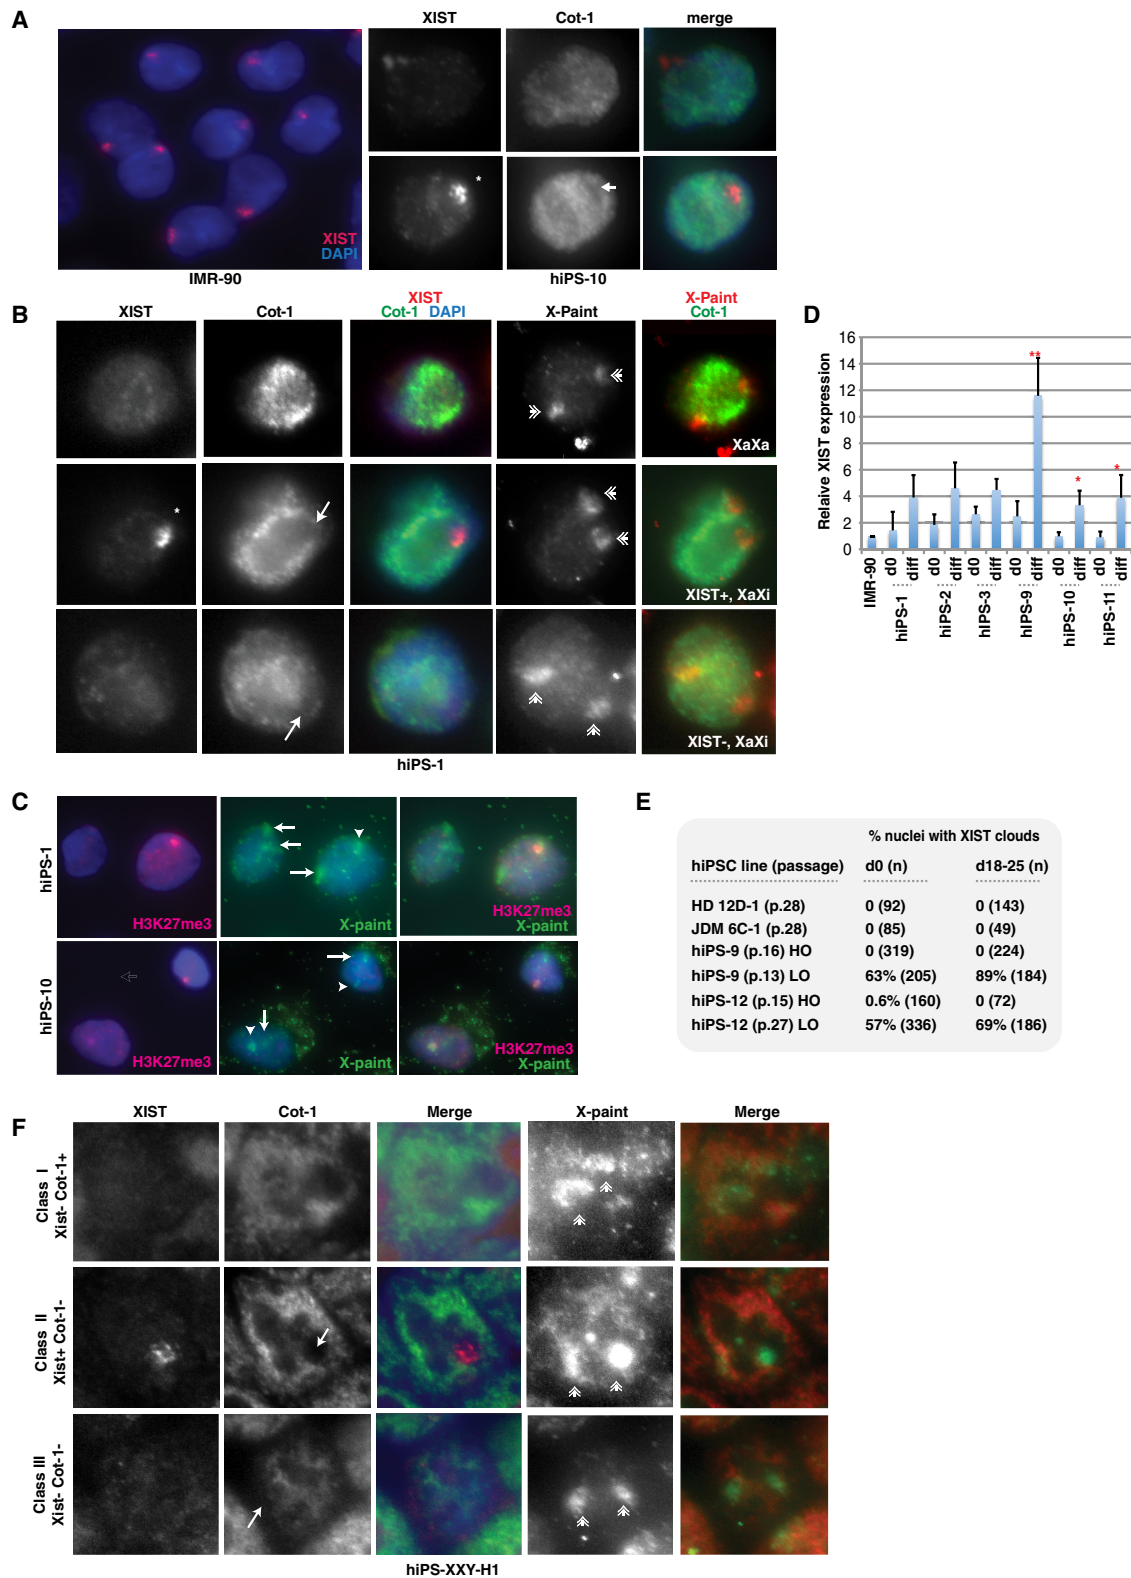 A
XIST
Cot-1
merge
XIST
DAPI
*
IMR-90
hiPS-10
B
XIST
Cot-1
XIST
Cot-1 DAPI
X-Paint
X-Paint
Cot-1
XaXa
*
XIST+, XaXi
XIST-, XaXi
hiPS-1
D
Relaive XIST expression
16
14
12
10
8
6
4
2
0
**
*
*
IMR-90
d0
diff
d0
diff
d0
diff
d0
diff
d0
diff
d0
diff
hiPS-1
hiPS-2
hIPS-3
hiPS-9
hiPS-10
hiPS-11
C
hiPS-1
H3K27me3
X-paint
H3K27me3
X-paint
hiPS-10
H3K27me3
X-paint
H3K27me3
X-paint
E
% nuclei with XIST clouds
hiPSC line (passage) d0 (n) d18-25 (n)
HD 12D-1 (p.28) 0 (92) 0 (143)
JDM 6C-1 (p.28) 0 (85) 0 (49)
hiPS-9 (p.16) HO 0 (319) 0 (224)
hiPS-9 (p.13) LO 63% (205) 89% (184)
hiPS-12 (p.15) HO 0.6% (160) 0 (72)
hiPS-12 (p.27) LO 57% (336) 69% (186)
F
XIST
Cot-1
Merge
X-paint
Merge
Class I
Xist- Cot-1+
Class II
Xist+ Cot-1-
Class III
Xist- Cot-1-
hiPS-XXY-H1